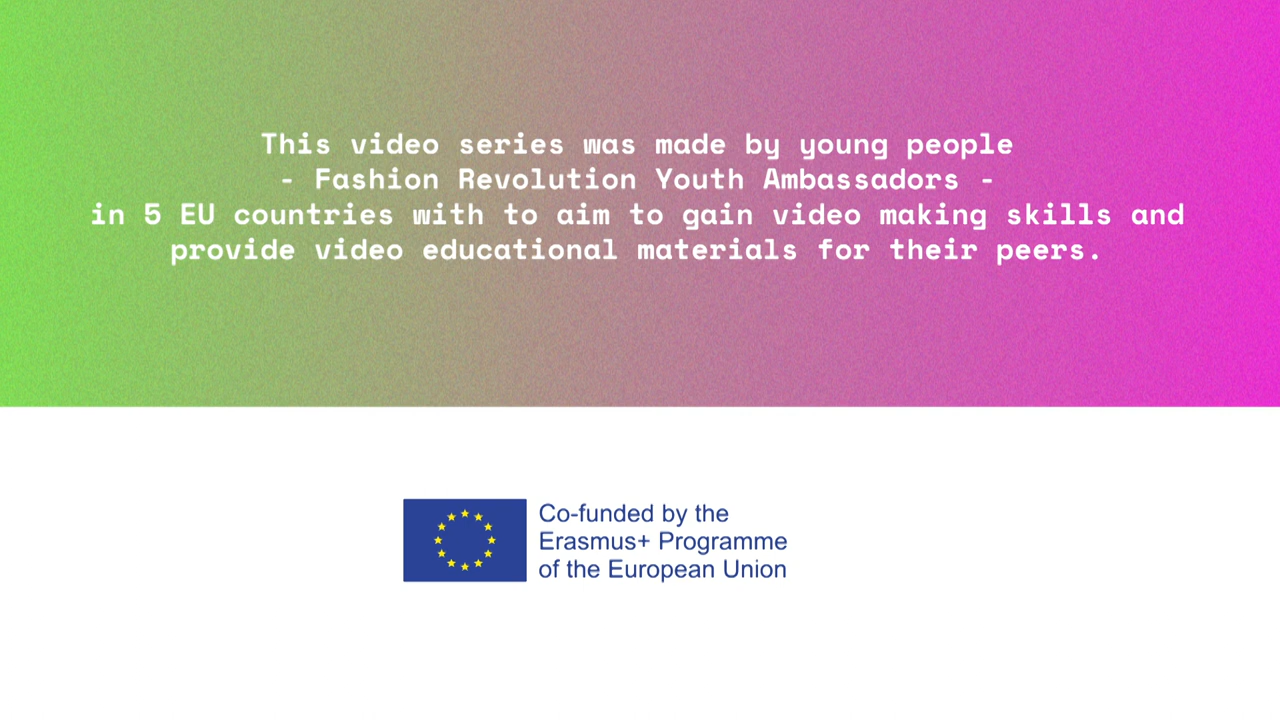 This video series was made by young people
- Fashion Revolution Youth Ambassadors -
in 5 EU countries with to aim to gain video making skills and
provide video educational materials for their peers.
Co-funded by the
Erasmus+ Programme
of the European Union